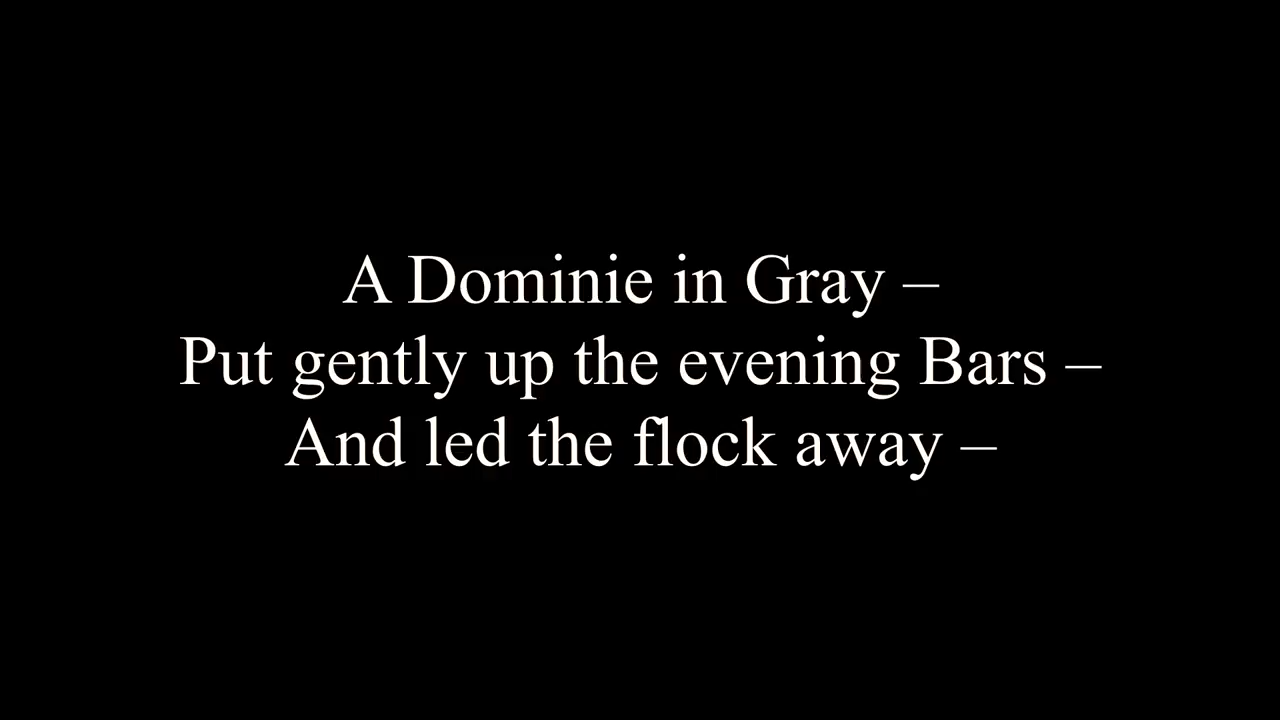 A Dominie in Gray –
Put gently up the evening Bars –
And led the flock away –